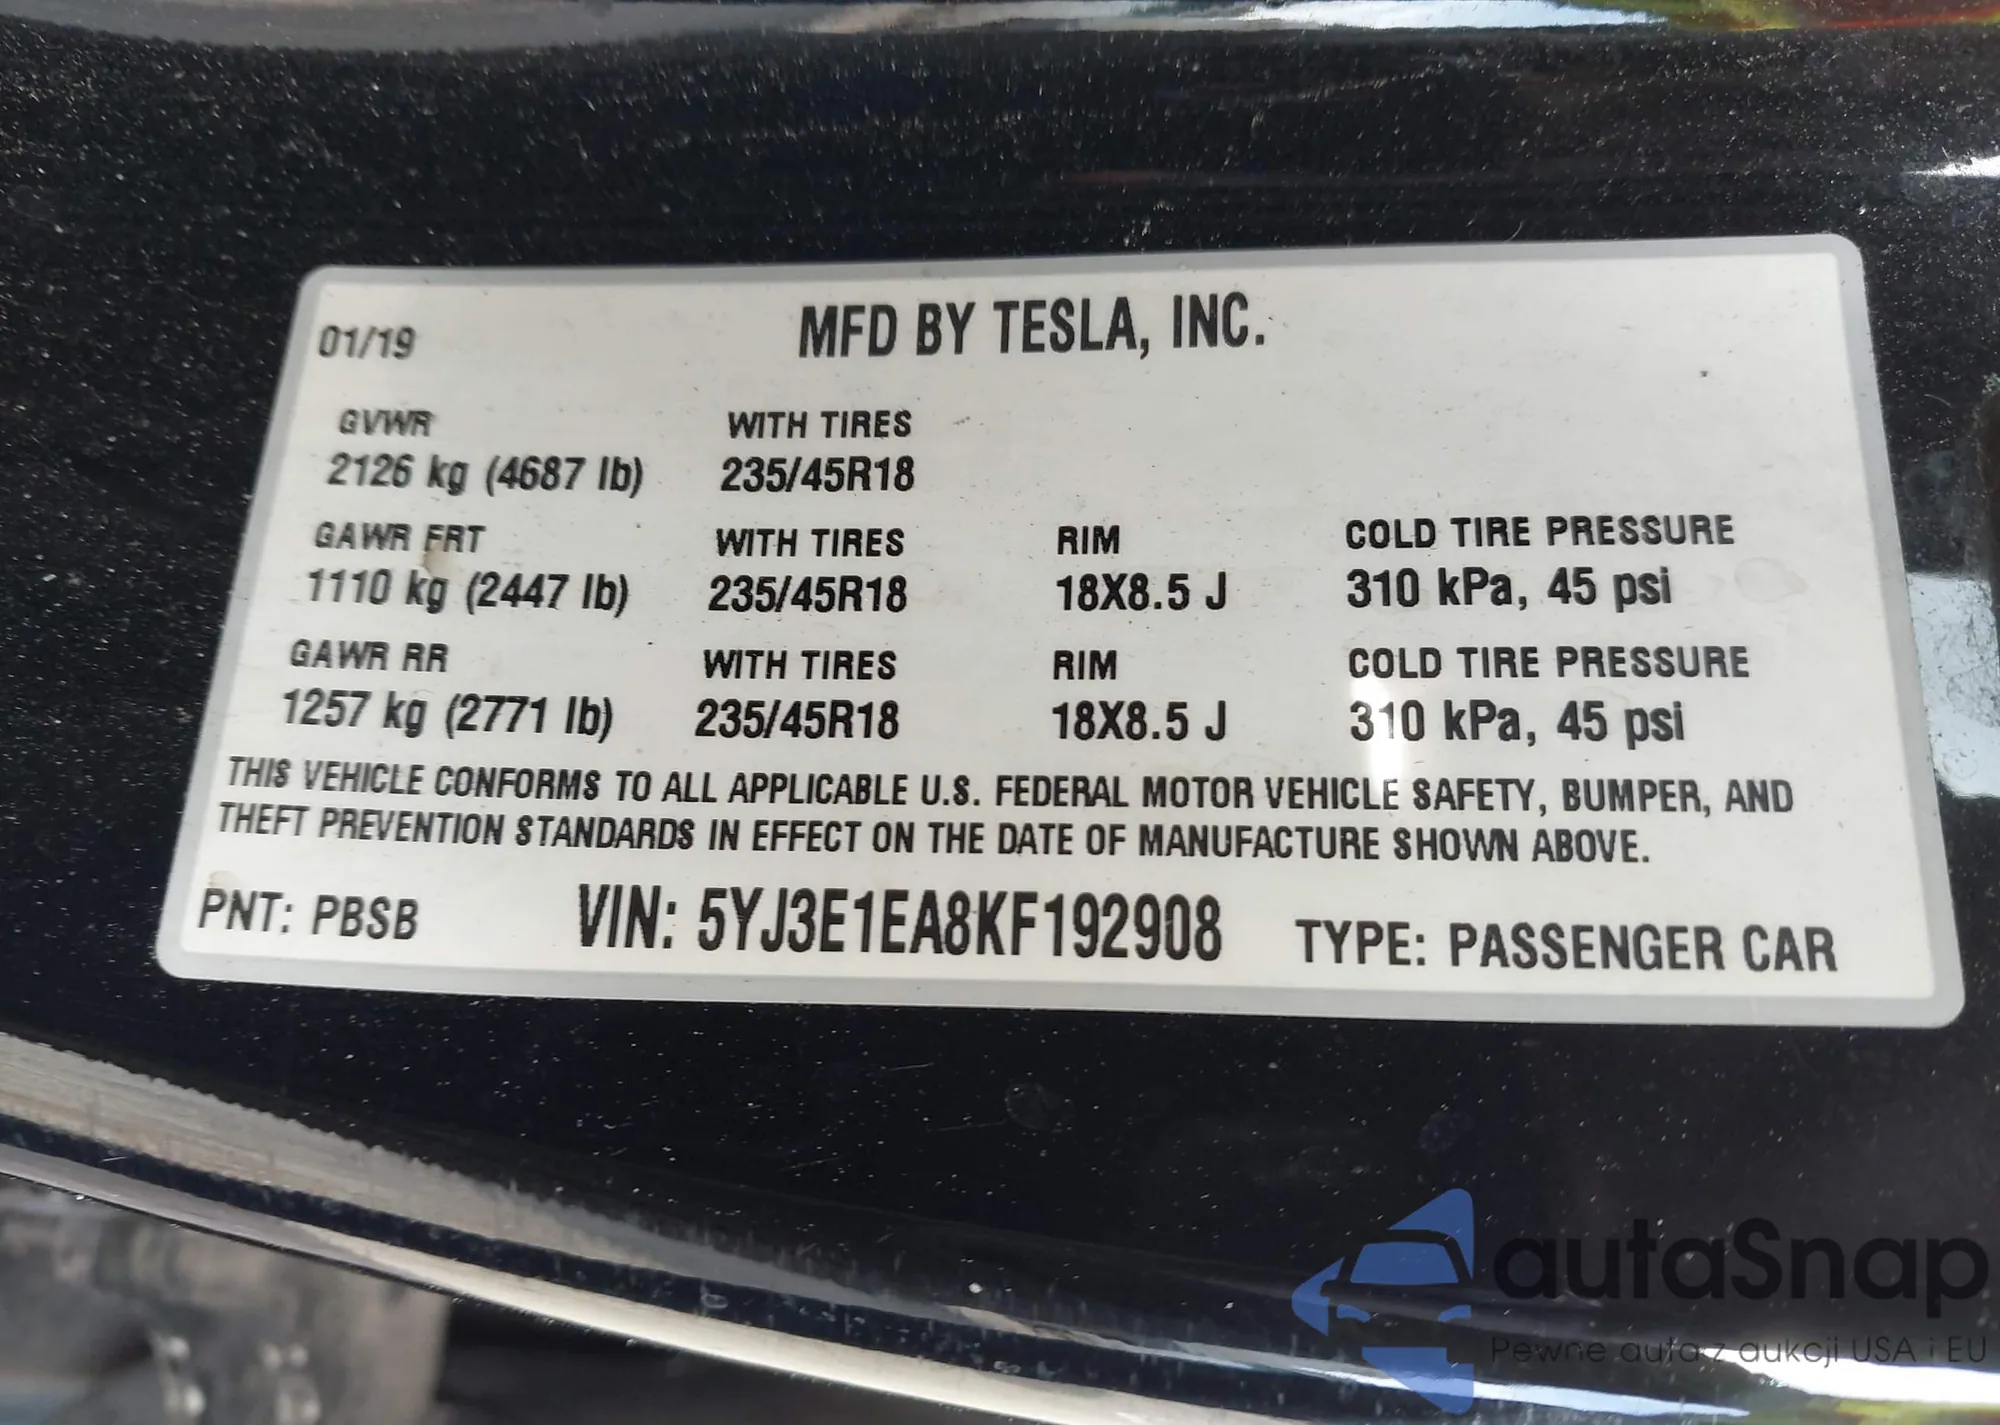 01/19 MFD BY TESLA, INC.
GVWR WITH TIRES
2126 kg (4687 lb) 235/45R18
GAWR FRT WITH TIRES RIM COLD TIRE PRESSURE
1110 kg (2447 lb) 235/45R18 18X8.5 J 310 kPa, 45 psi
GAWR RR WITH TIRES RIM COLD TIRE PRESSURE
1257 kg (2771 lb) 235/45R18 18X8.5 J 310 kPa, 45 psi
THIS VEHICLE CONFORMS TO ALL APPLICABLE U.S. FEDERAL MOTOR VEHICLE SAFETY, BUMPER, AND
THEFT PREVENTION STANDARDS IN EFFECT ON THE DATE OF MANUFACTURE SHOWN ABOVE.
PNT: PBSB VIN: 5YJ3E1EA8KF192908 TYPE: PASSENGER CAR
autaSnap
Pewne auta z aukcji USA i EU